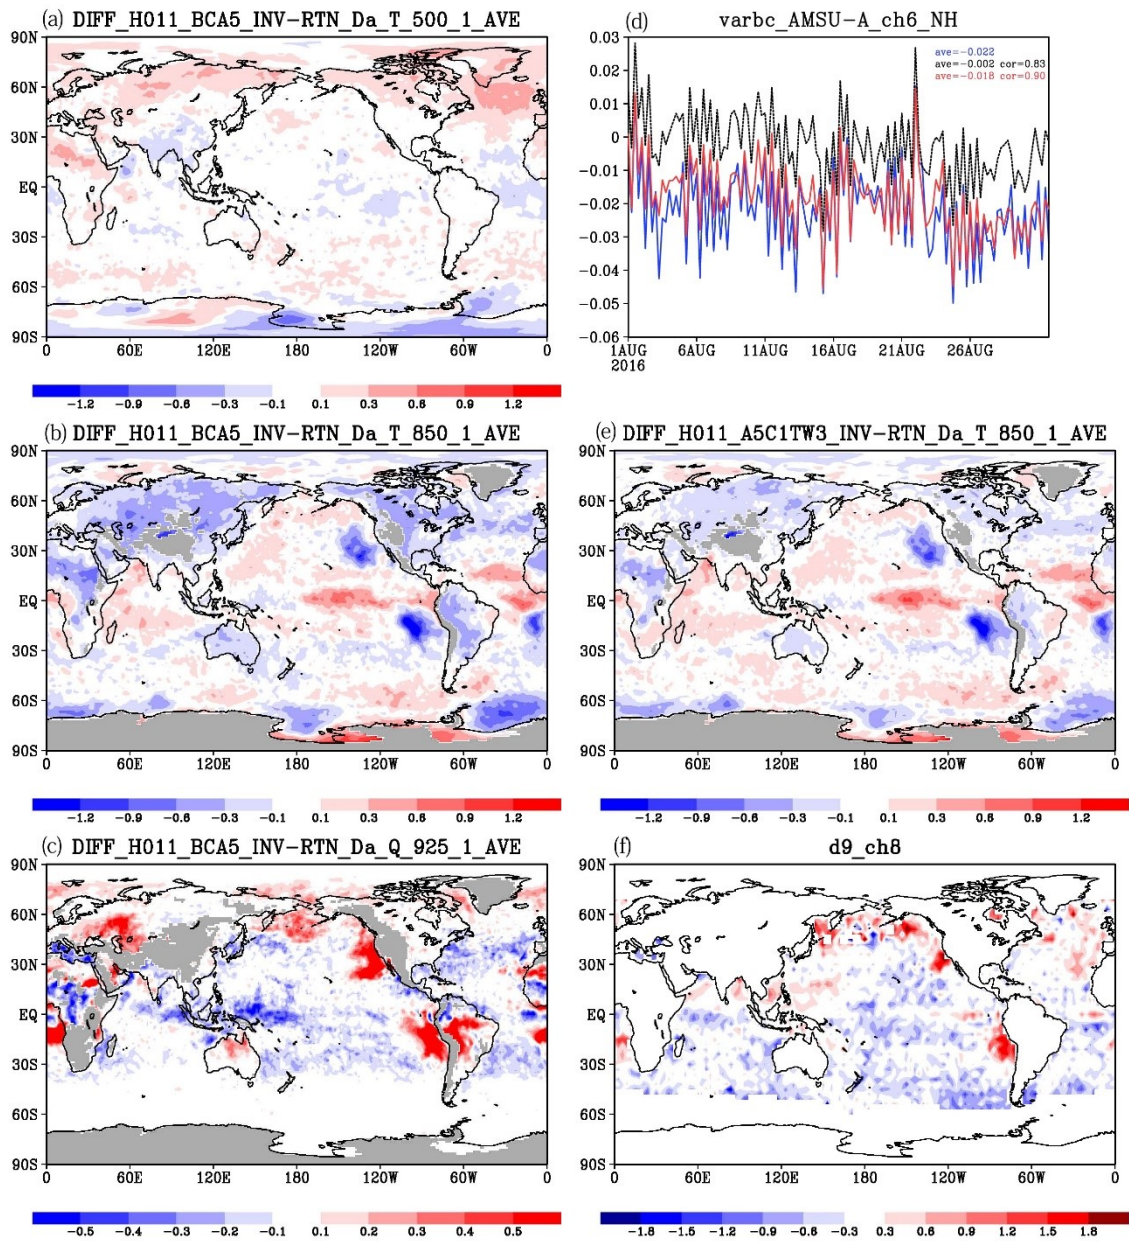 (a) DIFF_H011_BCA5_INV-RTN_Da_T_500_1_AVE
90N
60N
30N
EQ
30S
60S
90S
0 60E 120E 180 120W 60W 0
-1.2 -0.9 -0.6 -0.3 -0.1 0.1 0.3 0.6 0.9 1.2
(d) varbc_AMSU-A_ch6_NH
ave=-0.022
ave=-0.002 cor=0.83
ave=-0.018 cor=0.90
0.03
0.02
0.01
0
-0.01
-0.02
-0.03
-0.04
-0.05
-0.06
1AUG 6AUG 11AUG 16AUG 21AUG 26AUG
2016
(b) DIFF_H011_BCA5_INV-RTN_Da_T_850_1_AVE
90N
60N
30N
EQ
30S
60S
90S
0 60E 120E 180 120W 60W 0
-1.2 -0.9 -0.6 -0.3 -0.1 0.1 0.3 0.6 0.9 1.2
(e) DIFF_H011_A5C1TW3_INV-RTN_Da_T_850_1_AVE
90N
60N
30N
EQ
30S
60S
90S
0 60E 120E 180 120W 60W 0
-1.2 -0.9 -0.6 -0.3 -0.1 0.1 0.3 0.6 0.9 1.2
(c) DIFF_H011_BCA5_INV-RTN_Da_Q_925_1_AVE
90N
60N
30N
EQ
30S
60S
90S
0 60E 120E 180 120W 60W 0
-0.5 -0.4 -0.3 -0.2 -0.1 0.1 0.2 0.3 0.4 0.5
(f) d9_ch8
90N
60N
30N
EQ
30S
60S
90S
0 60E 120E 180 120W 60W 0
-1.8 -1.5 -1.2 -0.9 -0.6 -0.3 0.3 0.6 0.9 1.2 1.5 1.8